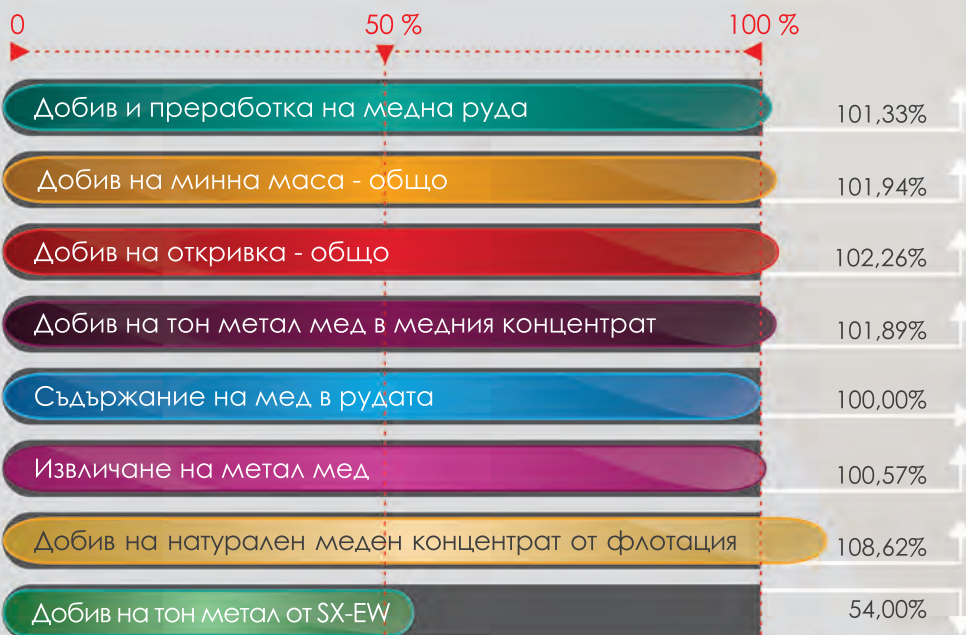 0 50 % 100 %
Добив и преработка на медна руда 101,33%
Добив на минна маса - общо 101,94%
Добив на откривка - общо 102,26%
Добив на тон метал мед в медния концентрат 101,89%
Съдържание на мед в рудата 100,00%
Извличане на метал мед 100,57%
Добив на натурален меден концентрат от флотация 108,62%
Добив на тон метал от SX-EW 54,00%